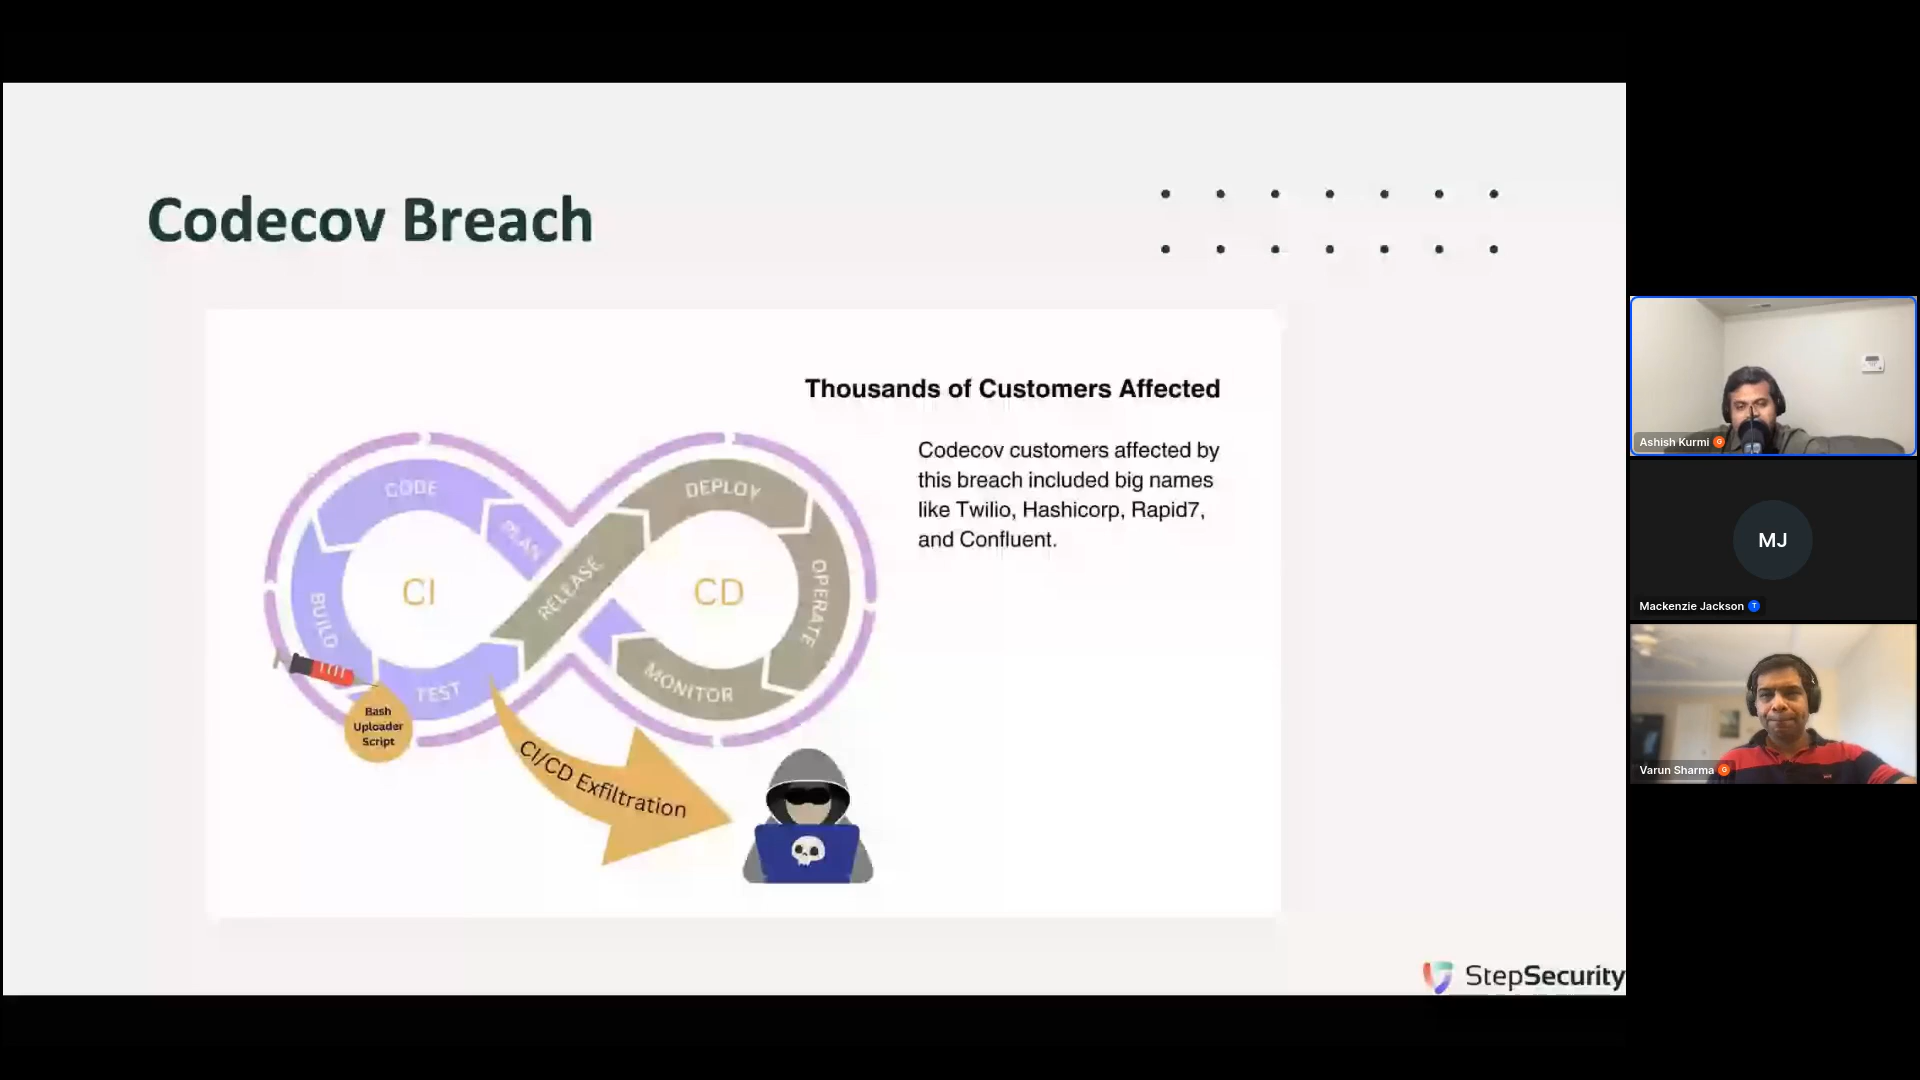 Codecov Breach
Thousands of Customers Affected
Codecov customers affected by
this breach included big names
like Twilio, Hashicorp, Rapid7,
and Confluent.
CODE
PLAN
BUILD
TEST
CI
RELEASE
DEPLOY
OPERATE
MONITOR
CD
Bash
Uploader
Script
CI/CD Exfiltration
StepSecurity
Ashish Kurmi G
MJ
Mackenzie Jackson T
Varun Sharma G